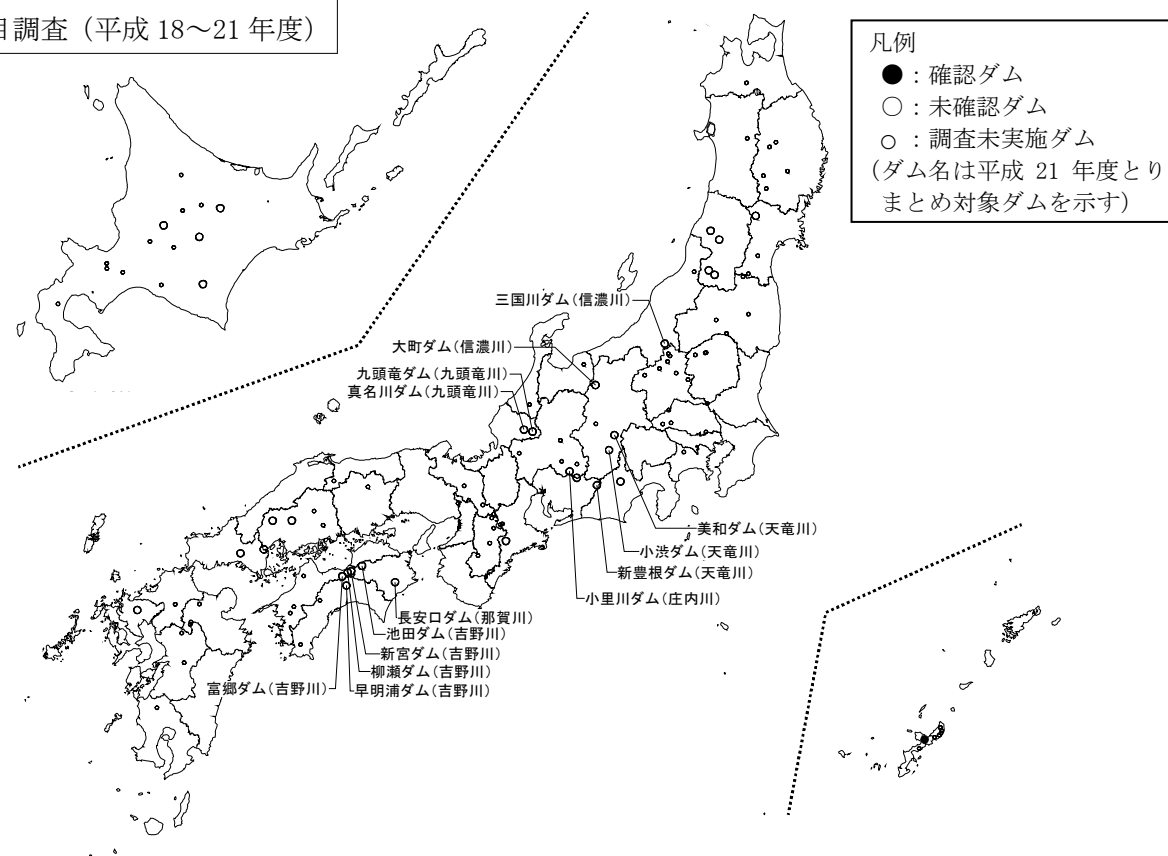 調査（平成 18～21 年度）
凡例
●：確認ダム
○：未確認ダム
○：調査未実施ダム
(ダム名は平成 21 年度とり
まとめ対象ダムを示す)
三国川ダム(信濃川)
大町ダム(信濃川)
九頭竜ダム(九頭竜川)
真名川ダム(九頭竜川)
美和ダム(天竜川)
小渋ダム(天竜川)
新豊根ダム(天竜川)
小里川ダム(庄内川)
長安口ダム(那賀川)
池田ダム(吉野川)
新宮ダム(吉野川)
柳瀬ダム(吉野川)
富郷ダム(吉野川)
早明浦ダム(吉野川)